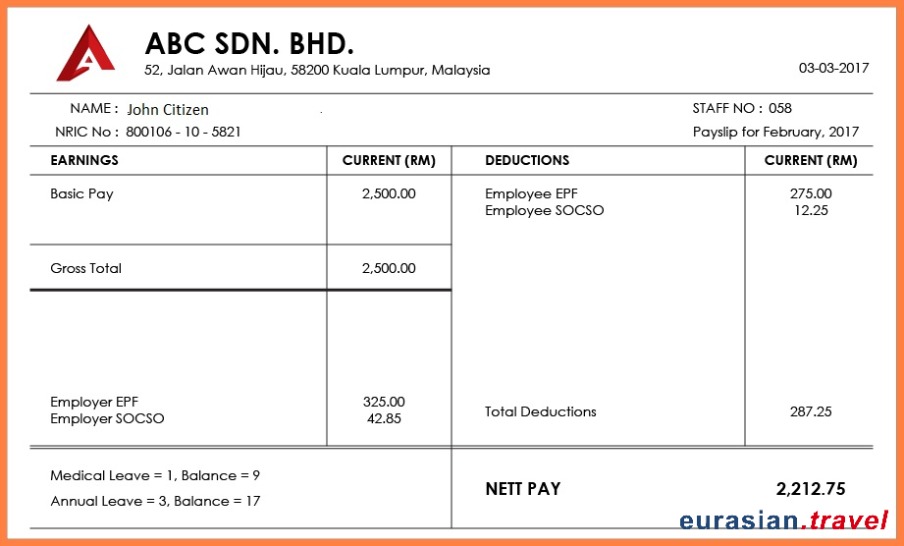 ABC SDN. BHD.
52, Jalan Awan Hijau, 58200 Kuala Lumpur, Malaysia
03-03-2017
NAME : John Citizen
STAFF NO : 058
NRIC No : 800106 - 10 - 5821
Payslip for February, 2017
EARNINGS CURRENT (RM) DEDUCTIONS CURRENT (RM)
Basic Pay 2,500.00 Employee EPF 275.00
Employee SOCSO 12.25
Gross Total 2,500.00
Employer EPF 325.00
Employer SOCSO 42.85
Total Deductions 287.25
Medical Leave = 1, Balance = 9
Annual Leave = 3, Balance = 17
NETT PAY 2,212.75
eurasian.travel